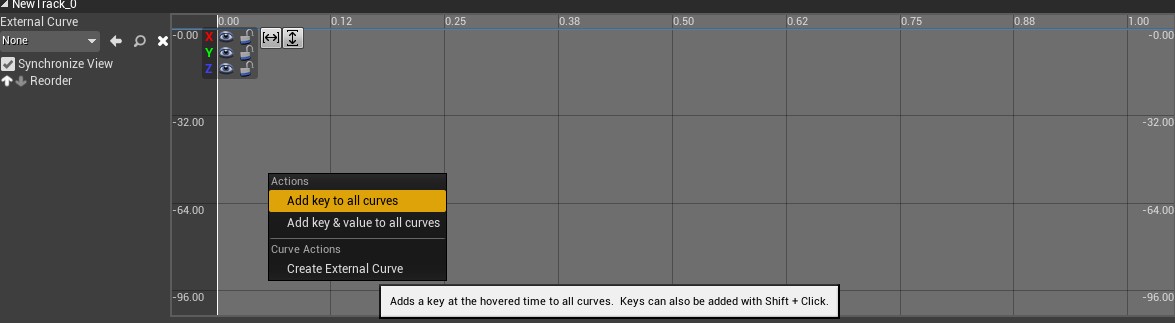 NewTrack_0
External Curve
None
Synchronize View
Reorder
0.00 0.12 0.25 0.38 0.50 0.62 0.75 0.88 1.00
-0.00 X -0.00
Y
Z
-32.00 -32.00
Actions
Add key to all curves
-64.00 -64.00
Add key & value to all curves
Curve Actions
Create External Curve
-96.00 -96.00
Adds a key at the hovered time to all curves. Keys can also be added with Shift + Click.